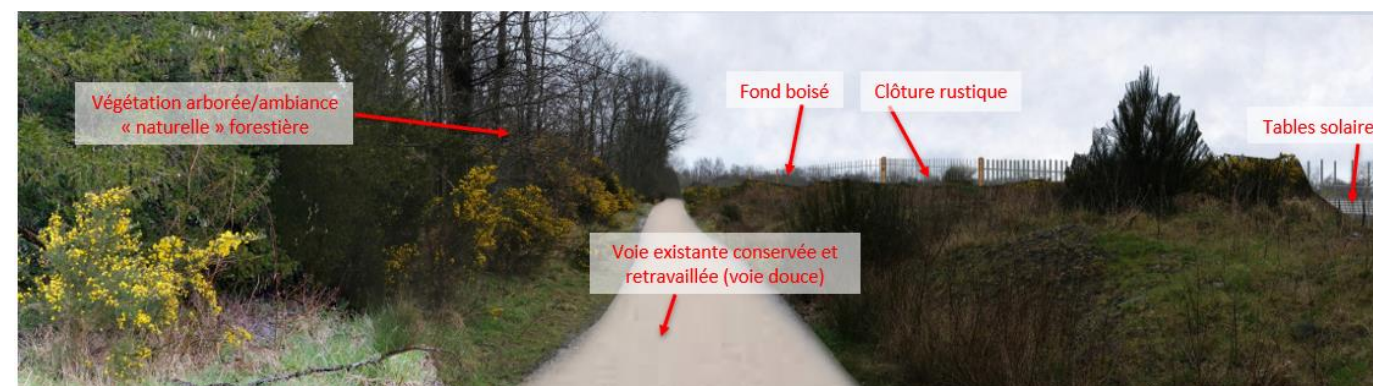 Végétation arborée/ambiance
« naturelle » forestière
Fond boisé
Clôture rustique
Tables solaire
Voie existante conservée et
retravaillée (voie douce)